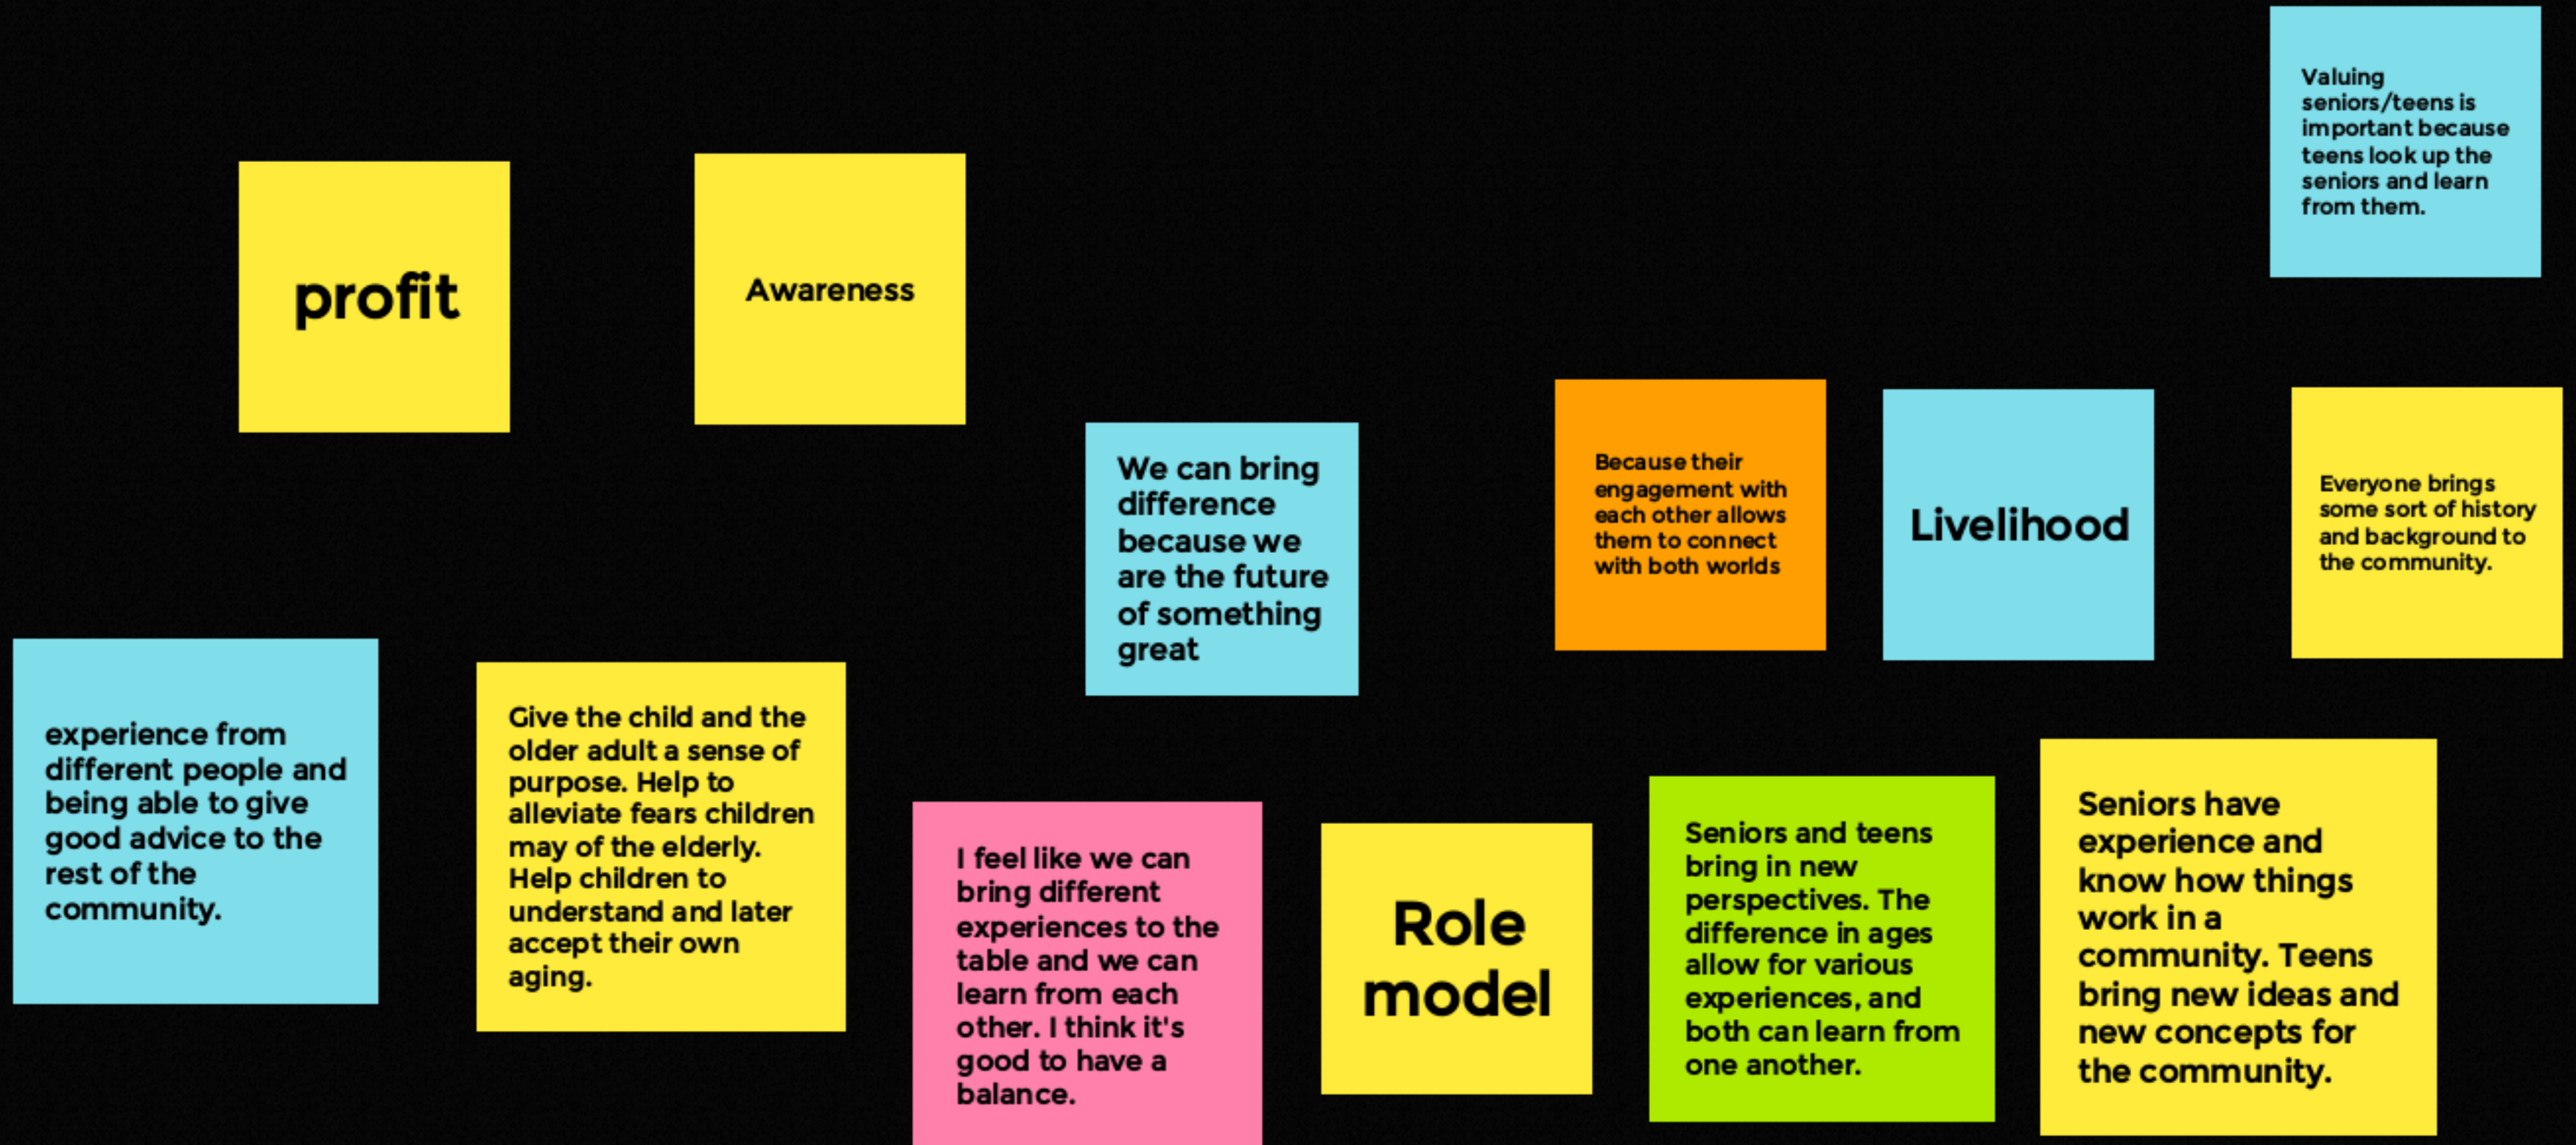 Valuing
seniors/teens is
important because
teens look up the
seniors and learn
from them.
profit
Awareness
We can bring
difference
because we
are the future
of something
great
Because their
engagement with
each other allows
them to connect
with both worlds
Livelihood
Everyone brings
some sort of history
and background to
the community.
experience from
different people and
being able to give
good advice to the
rest of the
community.
Give the child and the
older adult a sense of
purpose. Help to
alleviate fears children
may of the elderly.
Help children to
understand and later
accept their own
aging.
I feel like we can
bring different
experiences to the
table and we can
learn from each
other. I think it's
good to have a
balance.
Role
model
Seniors and teens
bring in new
perspectives. The
difference in ages
allow for various
experiences, and
both can learn from
one another.
Seniors have
experience and
know how things
work in a
community. Teens
bring new ideas and
new concepts for
the community.